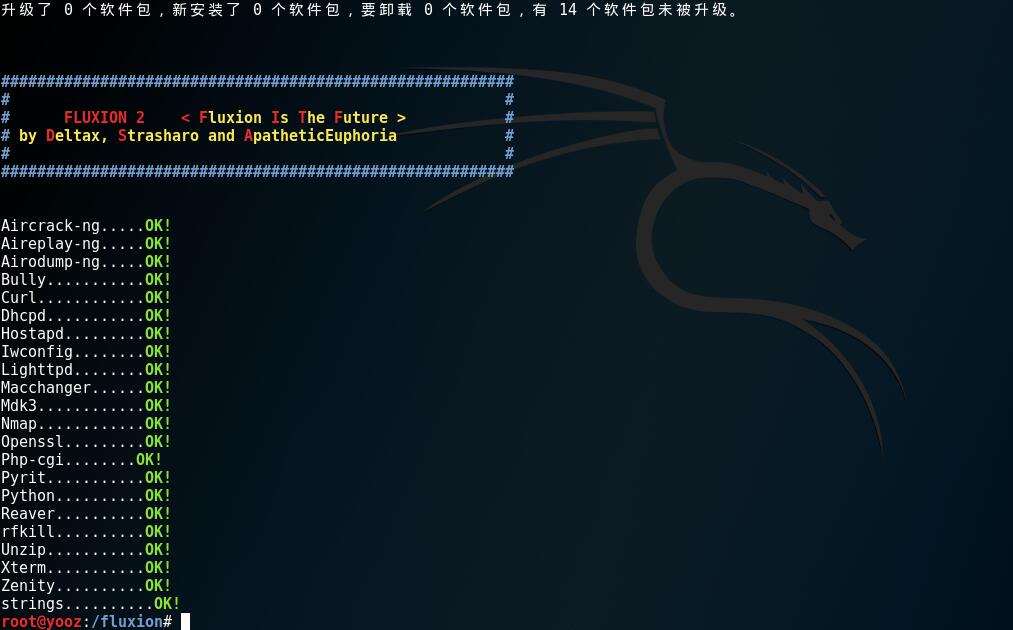 升级了 0 个软件包，新安装了 0 个软件包，要卸载 0 个软件包，有 14 个软件包未被升级。
#########################################################
#                                                       #
#      FLUXION 2    < Fluxion Is The Future >           #
# by Deltax, Strasharo and ApatheticEuphoria            #
#                                                       #
#########################################################
Aircrack-ng.....OK!
Aireplay-ng.....OK!
Airodump-ng.....OK!
Bully...........OK!
Curl............OK!
Dhcpd...........OK!
Hostapd.........OK!
Iwconfig........OK!
Lighttpd........OK!
Macchanger......OK!
Mdk3............OK!
Nmap............OK!
Openssl.........OK!
Php-cgi........OK!
Pyrit...........OK!
Python..........OK!
Reaver..........OK!
rfkill..........OK!
Unzip...........OK!
Xterm...........OK!
Zenity..........OK!
strings..........OK!
root@yooz:/fluxion#